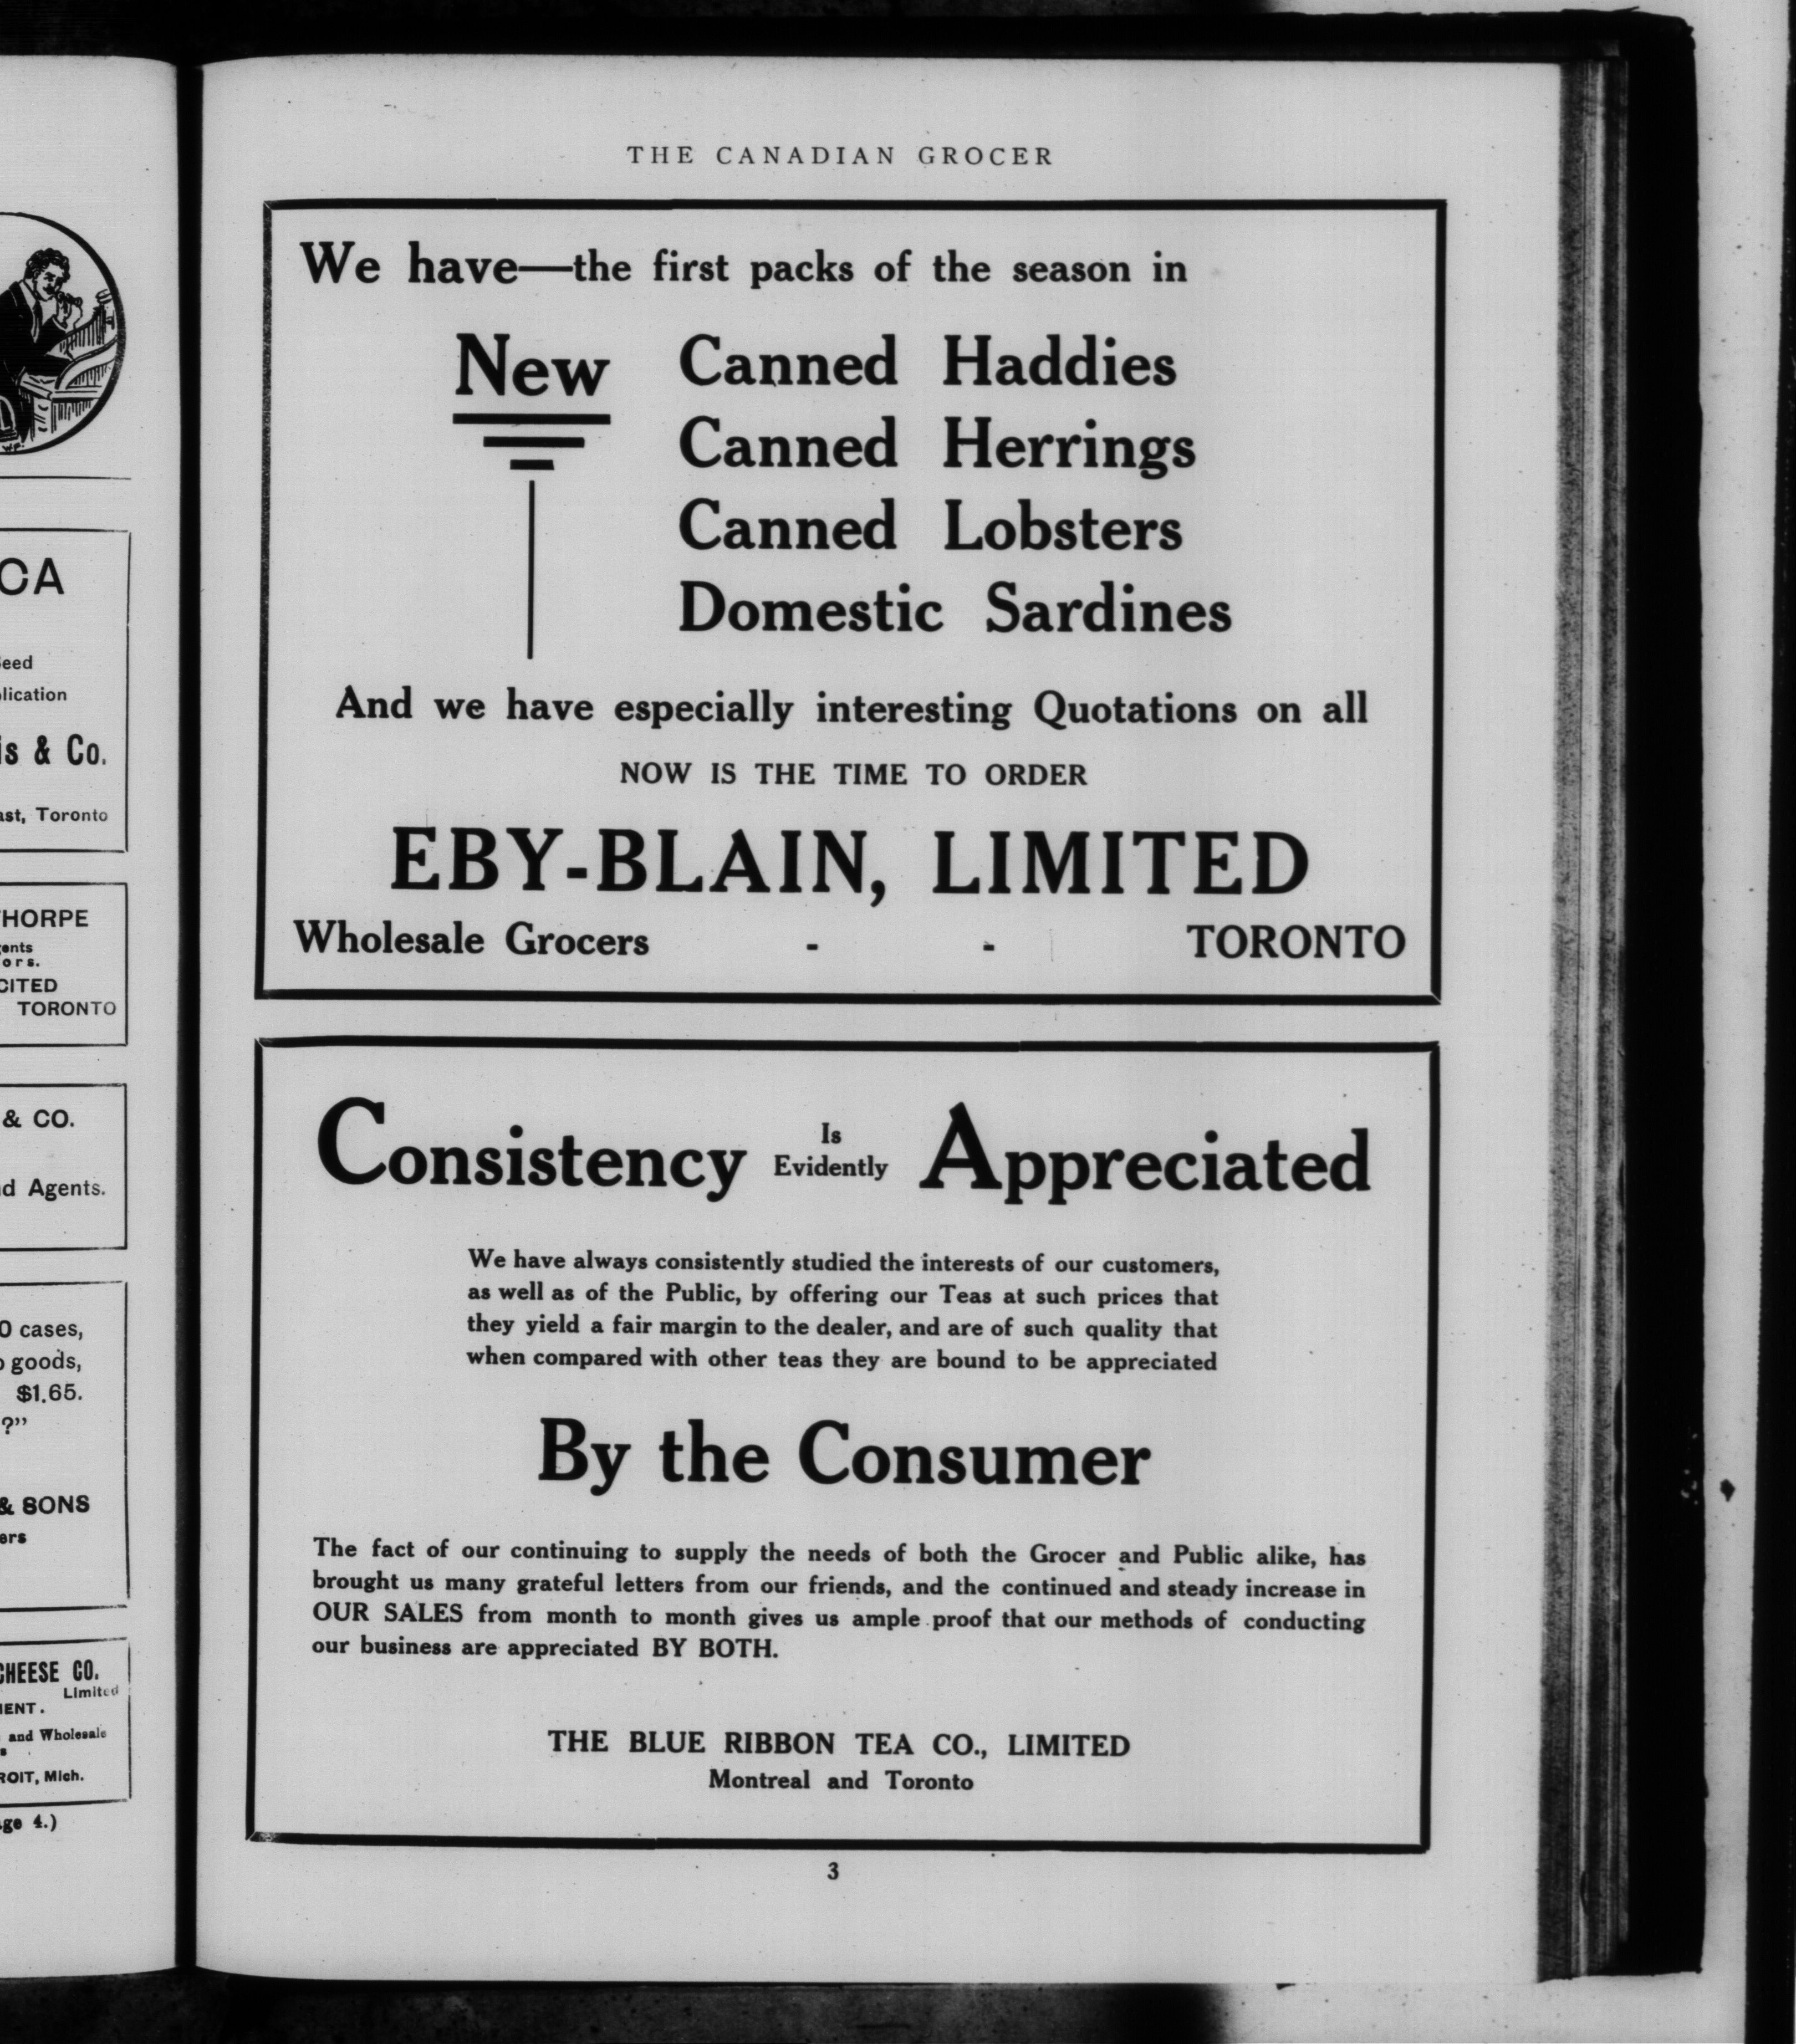 CA
Seed
is & Co.
East, Toronto
THORPE
TORONTO
& CO.
Agents.
cases,
goods,
$1.65.
?”
& SONS
CHEESE CO.
Limited
and Wholesale
Mich.
4.)
THE CANADIAN GROCER
We have—the first packs of the season in
New
Canned Haddies
Canned Herrings
Canned Lobsters
Domestic Sardines
And we have especially interesting Quotations on all
NOW IS THE TIME TO ORDER
EBY-BLAIN, LIMITED
Wholesale Grocers - - TORONTO
Consistency Is Evidently Appreciated
We have always consistently studied the interests of our customers,
as well as of the Public, by offering our Teas at such prices that
they yield a fair margin to the dealer, and are of such quality that
when compared with other teas they are bound to be appreciated
By the Consumer
The fact of our continuing to supply the needs of both the Grocer and Public alike, has
brought us many grateful letters from our friends, and the continued and steady increase in
OUR SALES from month to month gives us ample proof that our methods of conducting
our business are appreciated BY BOTH.
THE BLUE RIBBON TEA CO., LIMITED
Montreal and Toronto
3